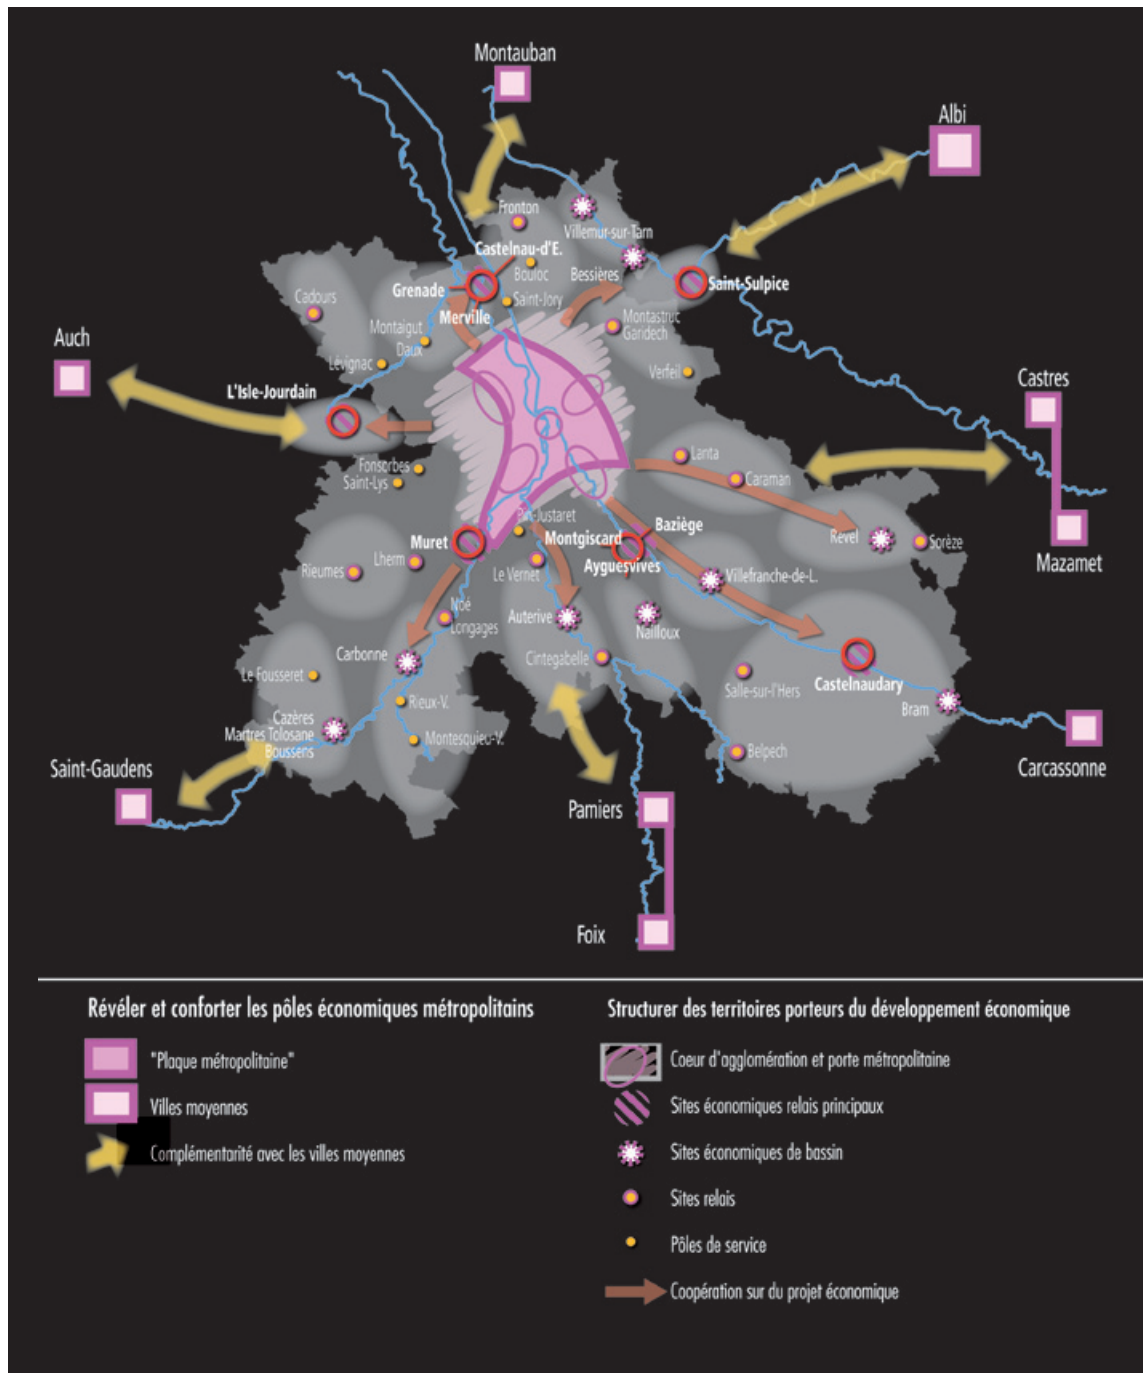 Montauban
Albi
Fronton
Villemur-sur-Tarn
Castelnau-d'E.
Bouloc
Bessières
Grenade
Saint-Jory
Saint-Sulpice
Cadours
Merville
Montastruc
Garidech
Montaigut
Daux
Auch
Lévignac
Verfeil
Castres
L'Isle-Jourdain
Lanta
Fonsorbes
Saint-Lys
Caraman
Pin-Justaret
Baziège
Muret
Montgiscard
Revel
Sorèze
Mazamet
Lherm
Ayguesvives
Rieumes
Le Vernet
Villefranche-de-L.
Noé
Longages
Auterive
Nailloux
Carbonne
Cintegabelle
Le Fousseret
Salle-sur-l'Hers
Castelnaudary
Rieux-V.
Bram
Cazères
Martres Tolosane
Boussens
Montesquieu-V.
Belpech
Saint-Gaudens
Carcassonne
Pamiers
Foix
Révéler et conforter les pôles économiques métropolitains
"Plaque métropolitaine"
Villes moyennes
Complémentarité avec les villes moyennes
Structurer des territoires porteurs du développement économique
Coeur d'agglomération et porte métropolitaine
Sites économiques relais principaux
Sites économiques de bassin
Sites relais
Pôles de service
Coopération sur du projet économique